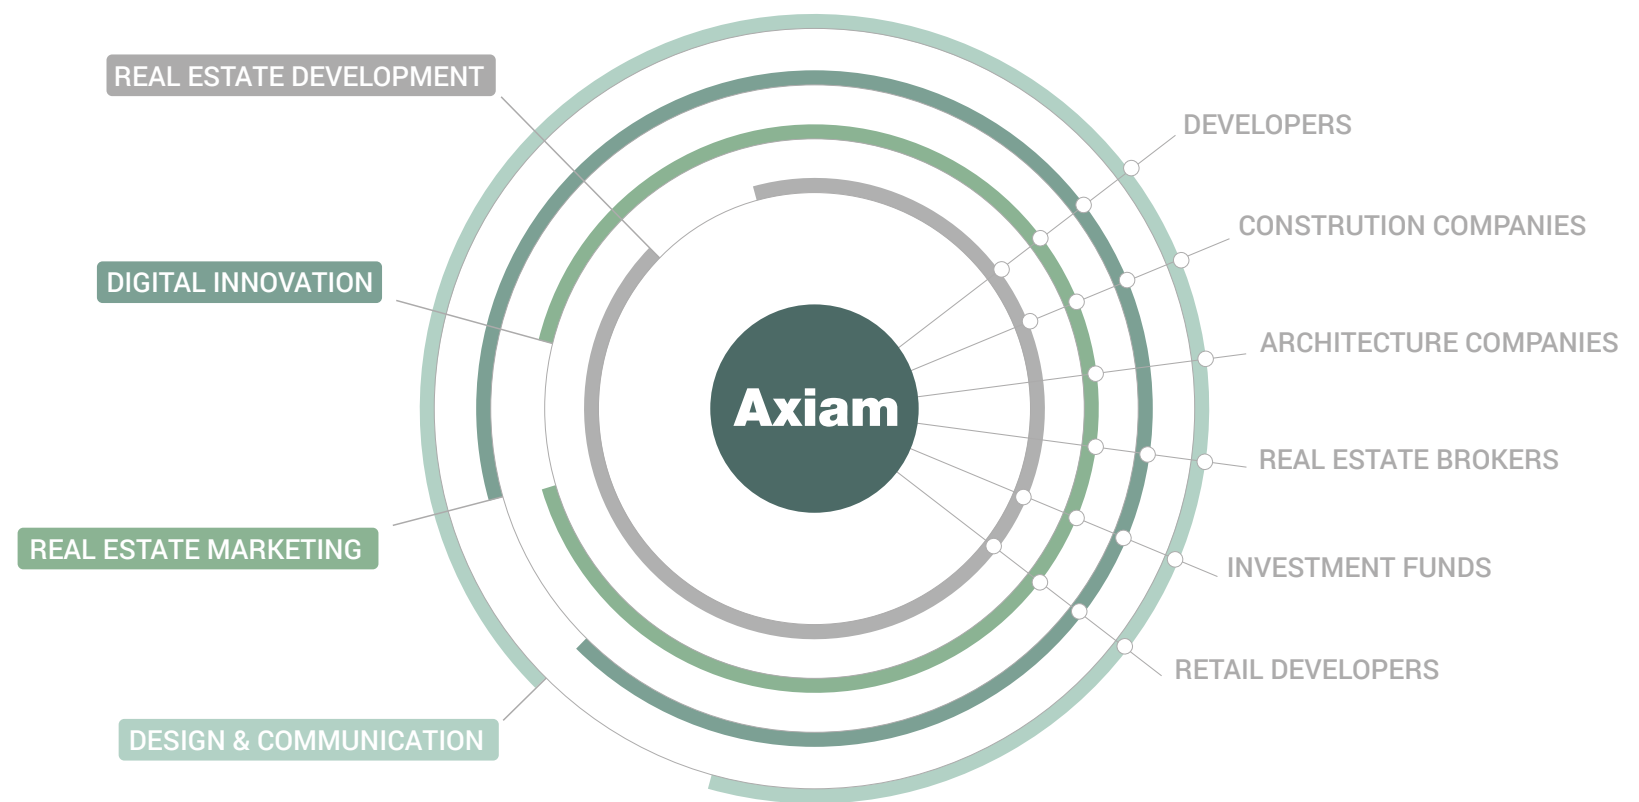 REAL ESTATE DEVELOPMENT
DIGITAL INNOVATION
REAL ESTATE MARKETING
DESIGN & COMMUNICATION
Axiam
DEVELOPERS
CONSTRUTION COMPANIES
ARCHITECTURE COMPANIES
REAL ESTATE BROKERS
INVESTMENT FUNDS
RETAIL DEVELOPERS